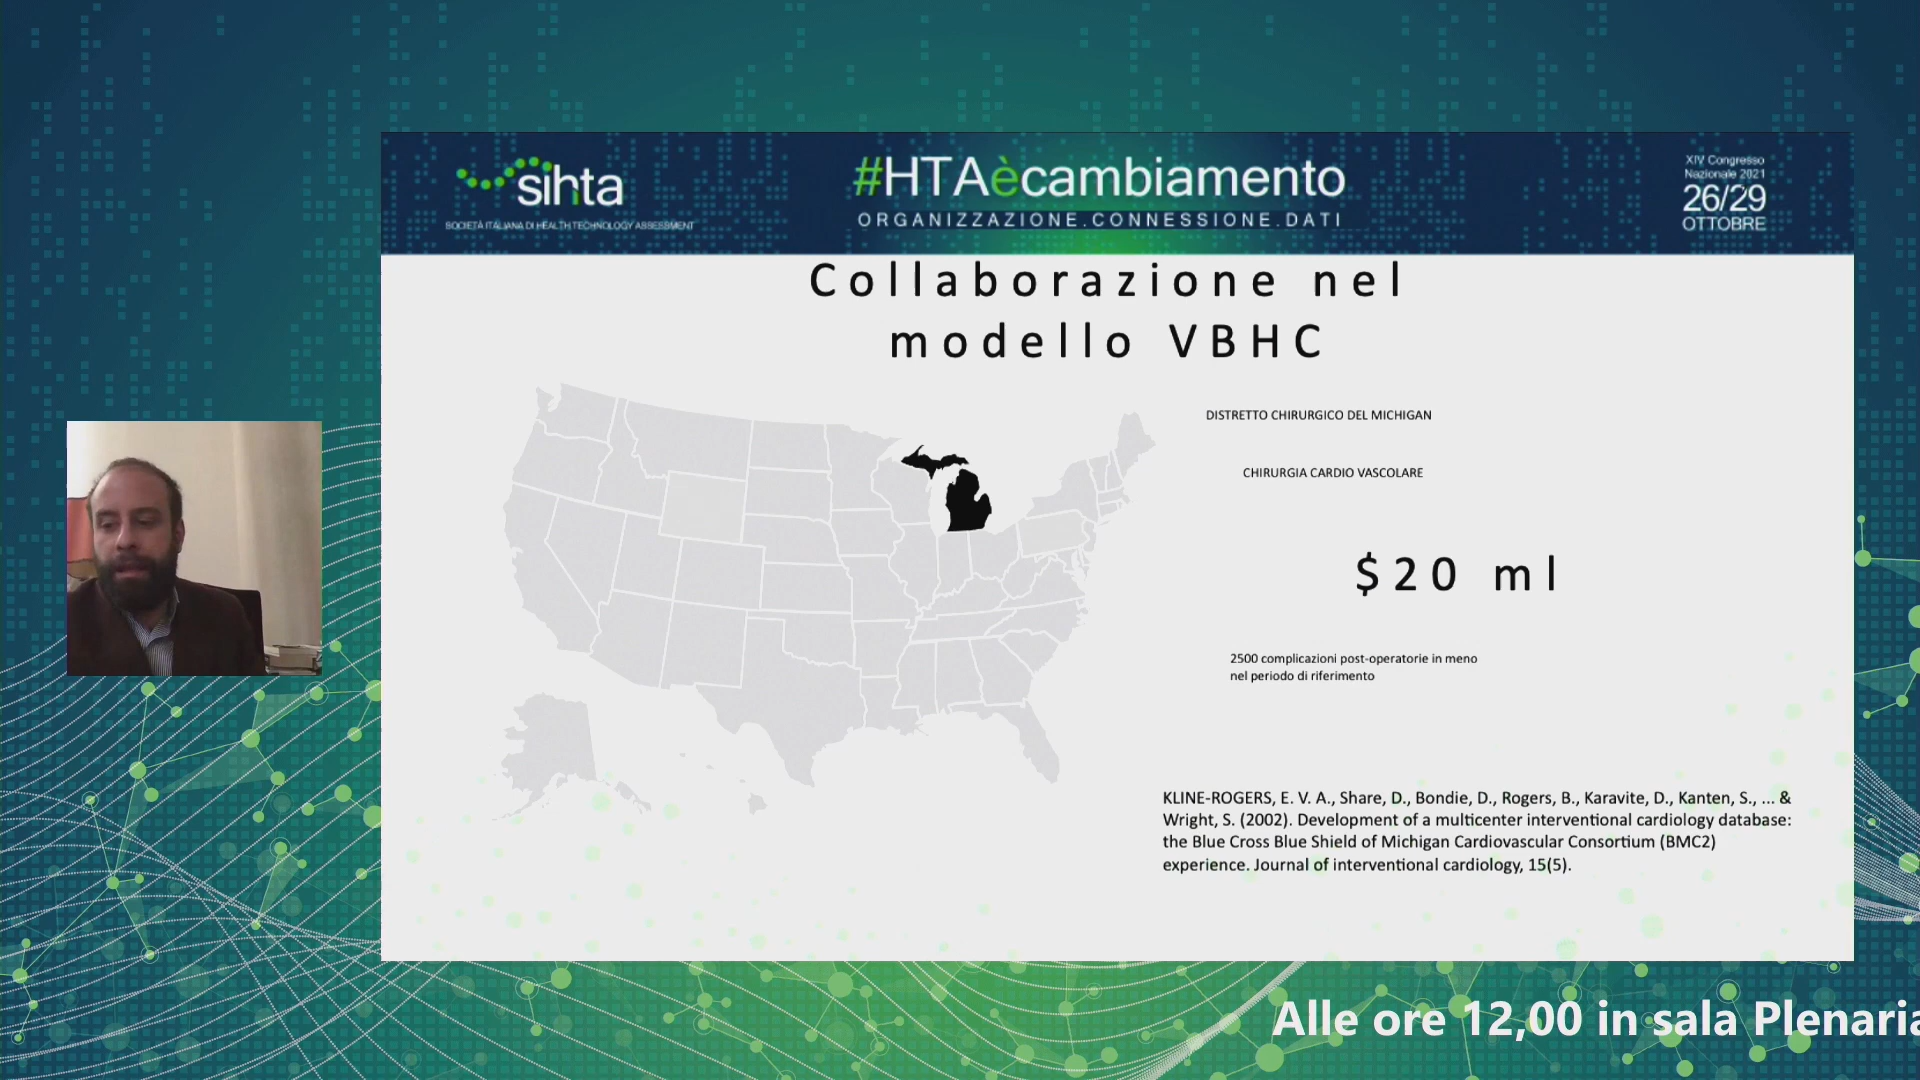 sihta
SOCIETÀ ITALIANA DI HEALTH TECHNOLOGY ASSESSMENT
#HTAècambiamento
ORGANIZZAZIONE.CONNESSIONE.DATI
XIV Congresso
Nazionale 2021
26/29
OTTOBRE
Collaborazione nel
modello VBHC
DISTRETTO CHIRURGICO DEL MICHIGAN
CHIRURGIA CARDIO VASCOLARE
$20 ml
2500 complicazioni post-operatorie in meno
nel periodo di riferimento
KLINE-ROGERS, E. V. A., Share, D., Bondie, D., Rogers, B., Karavite, D., Kanten, S., ... &
Wright, S. (2002). Development of a multicenter interventional cardiology database:
the Blue Cross Blue Shield of Michigan Cardiovascular Consortium (BMC2)
experience. Journal of interventional cardiology, 15(5).
Alle ore 12,00 in sala Plenaria